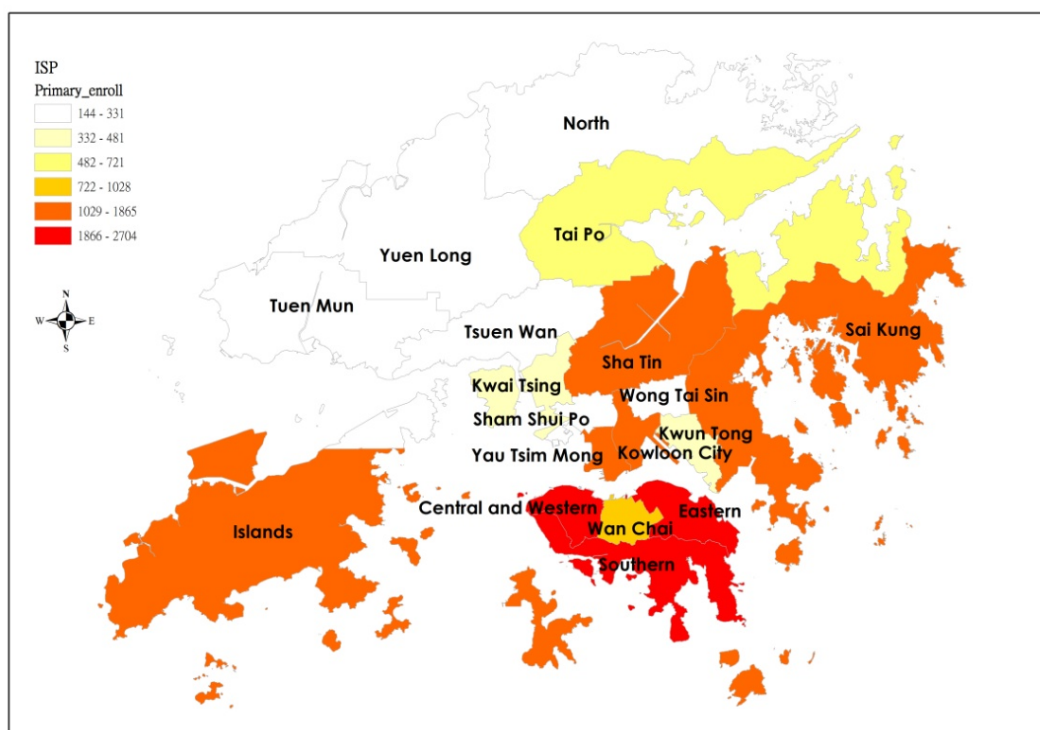 ISP
Primary_enroll
144 - 331
332 - 481
482 - 721
722 - 1028
1029 - 1865
1866 - 2704
N
W E
S
North
Tai Po
Yuen Long
Tuen Mun
Tsuen Wan
Sai Kung
Sha Tin
Kwai Tsing
Wong Tai Sin
Sham Shui Po
Kwun Tong
Yau Tsim Mong
Kowloon City
Central and Western
Eastern
Wan Chai
Islands
Southern